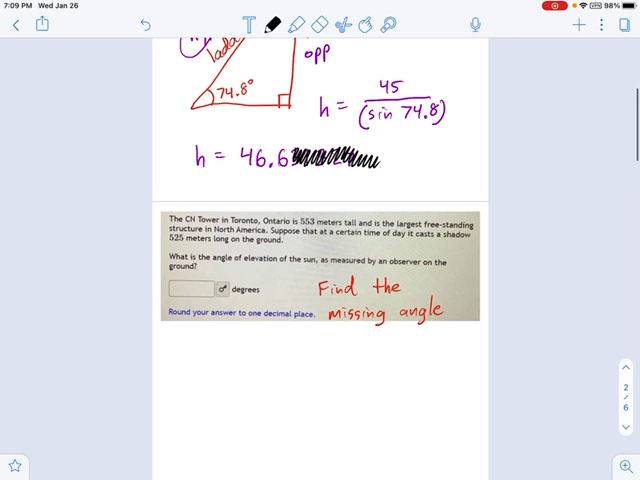 7:09 PM Wed Jan 26
98%
lada
opp
74.8°
h = 45
(sin 74.8)
h = 46.6
The CN Tower in Toronto, Ontario is 553 meters tall and is the largest free-standing
structure in North America. Suppose that at a certain time of day it casts a shadow
525 meters long on the ground.
What is the angle of elevation of the sun, as measured by an observer on the
ground?
degrees
Find the
Round your answer to one decimal place.
missing angle
2
/
6